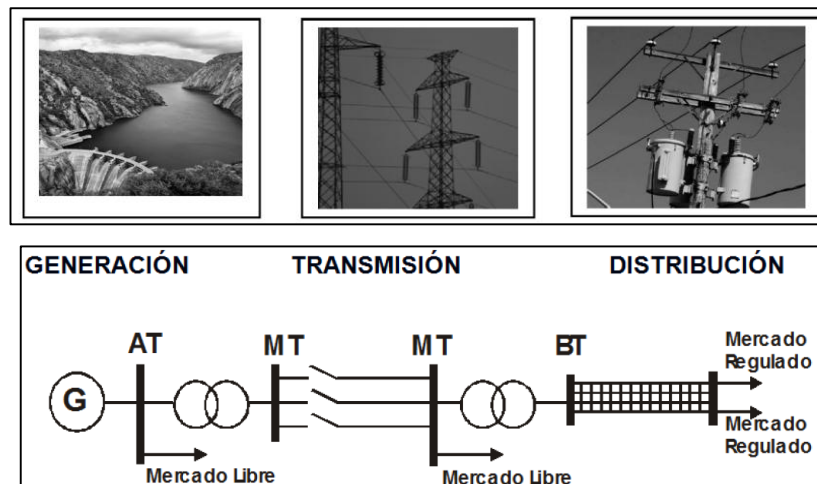 GENERACIÓN TRANSMISIÓN DISTRIBUCIÓN
AT MT MT BT Mercado
Regulado
G
Mercado
Regulado
Mercado Libre Mercado Libre